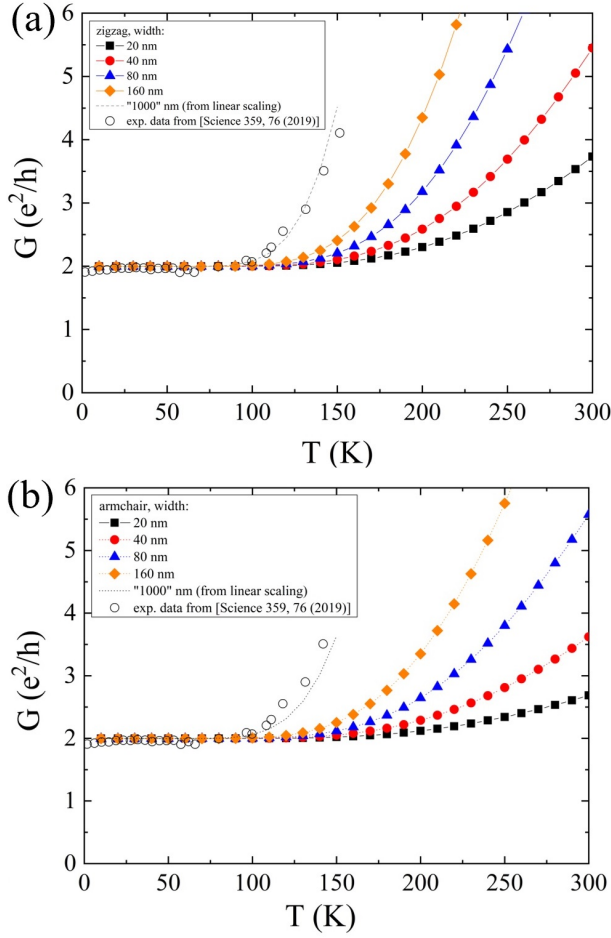 (a)
6
5
4
3
2
1
0
zigzag, width:
20 nm
40 nm
80 nm
160 nm
"1000" nm (from linear scaling)
exp. data from [Science 359, 76 (2019)]
G (e²/h)
0 50 100 150 200 250 300
T (K)
(b)
6
5
4
3
2
1
0
armchair, width:
20 nm
40 nm
80 nm
160 nm
"1000" nm (from linear scaling)
exp. data from [Science 359, 76 (2019)]
G (e²/h)
0 50 100 150 200 250 300
T (K)